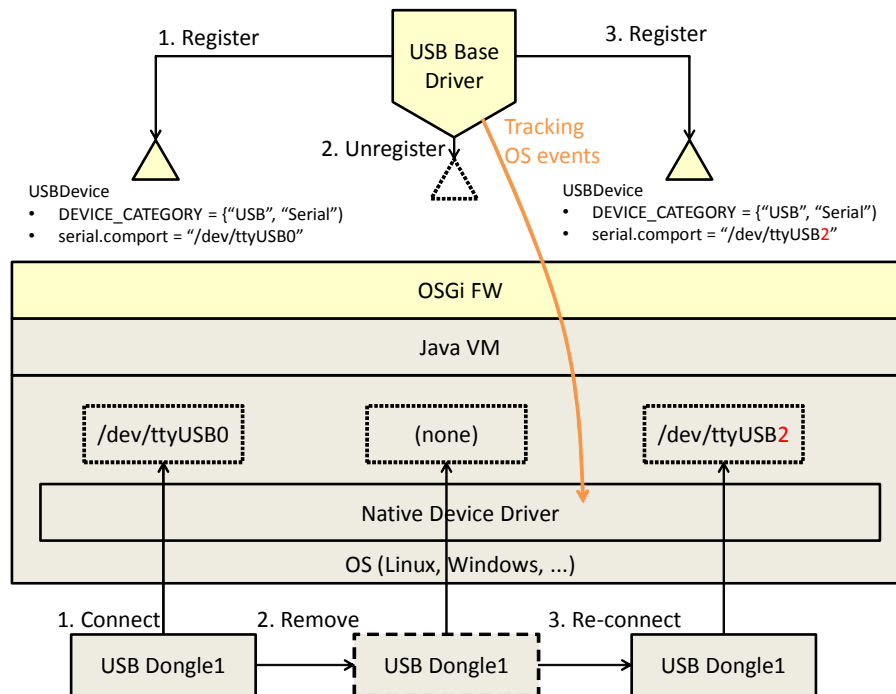 1. Register
USB Base
Driver
3. Register
2. Unregister
Tracking
OS events
USBDevice
• DEVICE_CATEGORY = {“USB”, “Serial”)
• serial.comport = “/dev/ttyUSB0”
USBDevice
• DEVICE_CATEGORY = {“USB”, “Serial”)
• serial.comport = “/dev/ttyUSB2”
OSGi FW
Java VM
/dev/ttyUSB0
(none)
/dev/ttyUSB2
Native Device Driver
OS (Linux, Windows, ...)
1. Connect
2. Remove
3. Re-connect
USB Dongle1
USB Dongle1
USB Dongle1